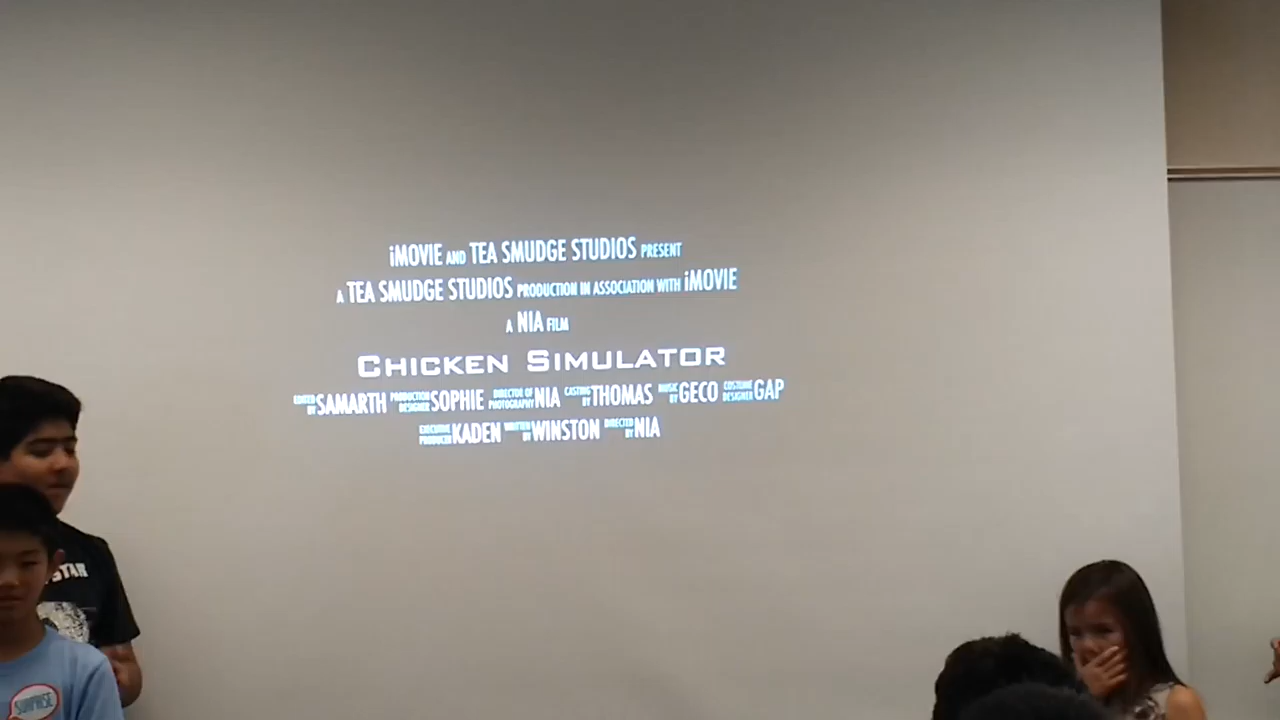 iMOVIE AND TEA SMUDGE STUDIOS PRESENT
A TEA SMUDGE STUDIOS PRODUCTION IN ASSOCIATION WITH iMOVIE
A NIA FILM
CHICKEN SIMULATOR
EDITED BY SAMARTH PRODUCTION DESIGNER SOPHIE DIRECTOR OF PHOTOGRAPHY NIA CASTING BY THOMAS MUSIC BY GECO COSTUME DESIGNER GAP
EXECUTIVE PRODUCER KADEN WRITTEN BY WINSTON DIRECTED BY NIA
SURPRISE